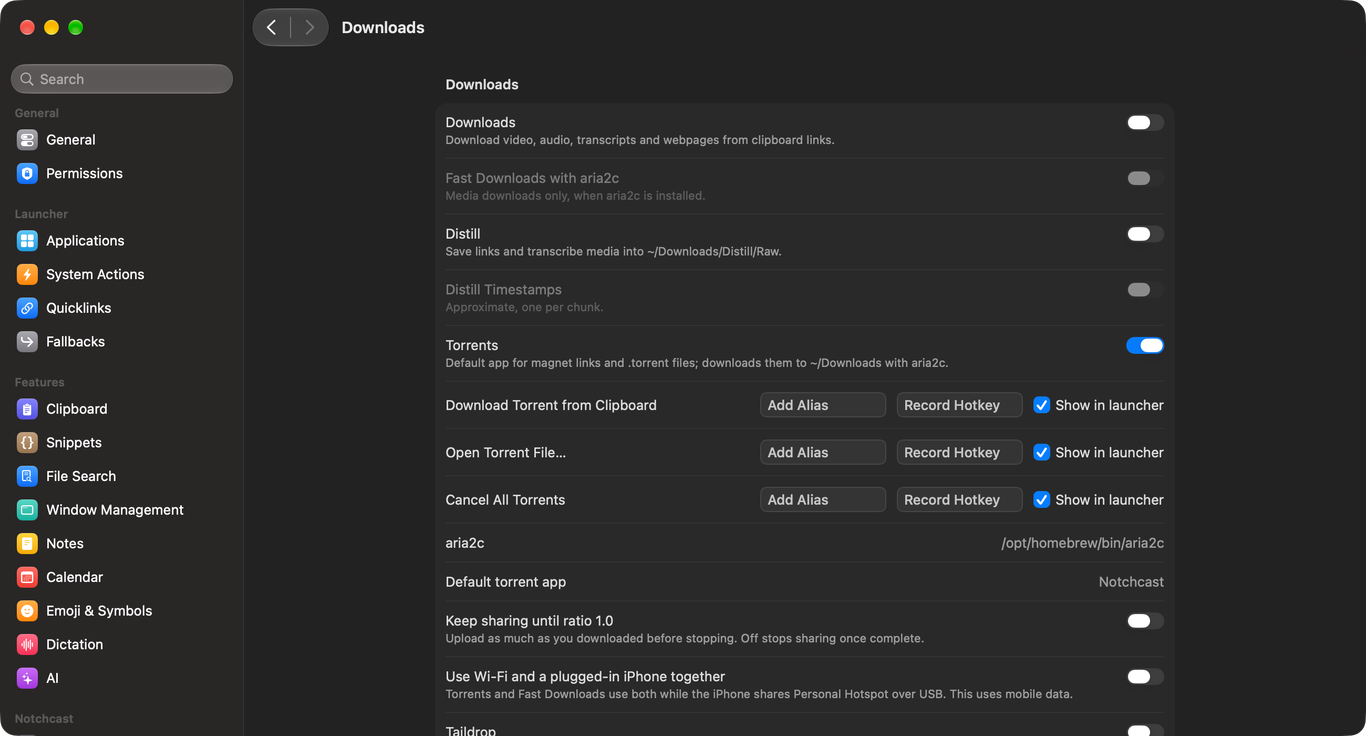 Downloads
Search
General
General
Permissions
Launcher
Applications
System Actions
Quicklinks
Fallbacks
Features
Clipboard
Snippets
File Search
Window Management
Notes
Calendar
Emoji & Symbols
Dictation
AI
Notchcast
Downloads
Downloads
Download video, audio, transcripts and webpages from clipboard links.
Fast Downloads with aria2c
Media downloads only, when aria2c is installed.
Distill
Save links and transcribe media into ~/Downloads/Distill/Raw.
Distill Timestamps
Approximate, one per chunk.
Torrents
Default app for magnet links and .torrent files; downloads them to ~/Downloads with aria2c.
Download Torrent from Clipboard Add Alias Record Hotkey Show in launcher
Open Torrent File... Add Alias Record Hotkey Show in launcher
Cancel All Torrents Add Alias Record Hotkey Show in launcher
aria2c /opt/homebrew/bin/aria2c
Default torrent app Notchcast
Keep sharing until ratio 1.0
Upload as much as you downloaded before stopping. Off stops sharing once complete.
Use Wi-Fi and a plugged-in iPhone together
Torrents and Fast Downloads use both while the iPhone shares Personal Hotspot over USB. This uses mobile data.
Taildrop